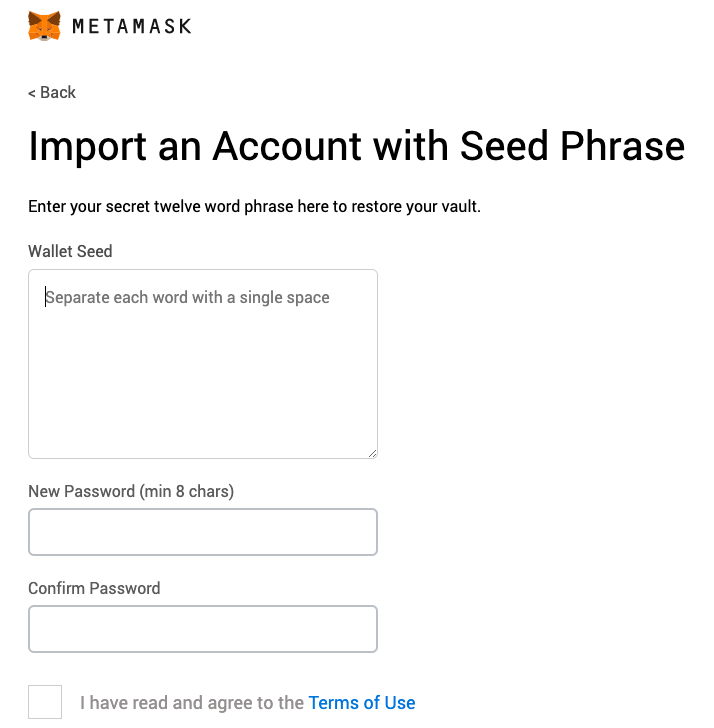 METAMASK
< Back
Import an Account with Seed Phrase
Enter your secret twelve word phrase here to restore your vault.
Wallet Seed
Separate each word with a single space
New Password (min 8 chars)
Confirm Password
I have read and agree to the Terms of Use